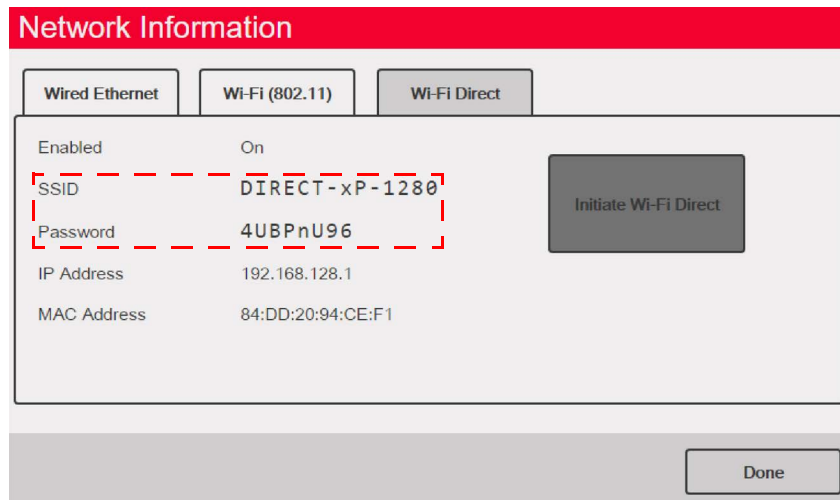 Network Information
Wired Ethernet Wi-Fi (802.11) Wi-Fi Direct
Enabled On
SSID DIRECT-xP-1280
Initiate Wi-Fi Direct
Password 4UBPnU96
IP Address 192.168.128.1
MAC Address 84:DD:20:94:CE:F1
Done